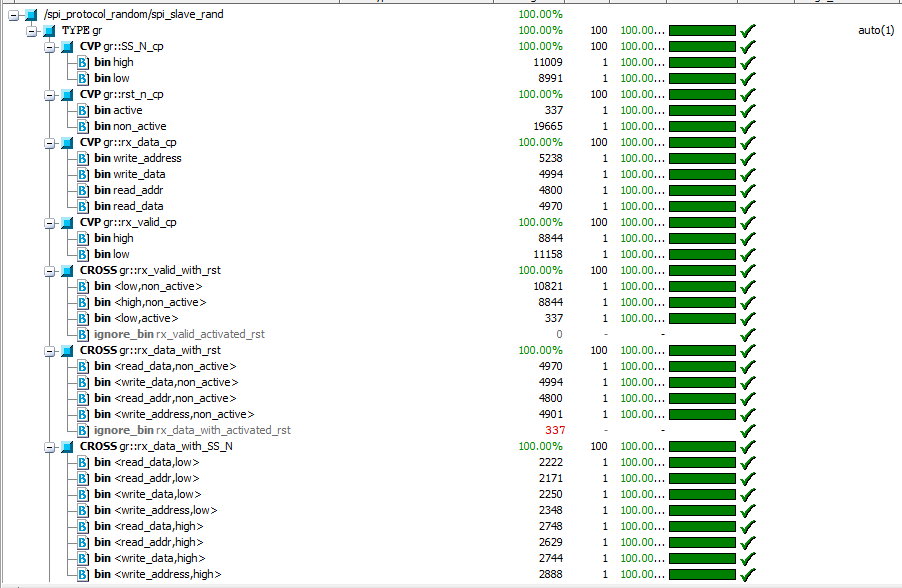 /spi_protocol_random/spi_slave_rand 100.00%
TYPE gr 100.00% 100 100.00... auto(1)
CVP gr::SS_N_cp 100.00% 100 100.00...
B bin high 11009 1 100.00...
B bin low 8991 1 100.00...
CVP gr::rst_n_cp 100.00% 100 100.00...
B bin active 337 1 100.00...
B bin non_active 19665 1 100.00...
CVP gr::rx_data_cp 100.00% 100 100.00...
B bin write_address 5238 1 100.00...
B bin write_data 4994 1 100.00...
B bin read_addr 4800 1 100.00...
B bin read_data 4970 1 100.00...
CVP gr::rx_valid_cp 100.00% 100 100.00...
B bin high 8844 1 100.00...
B bin low 11158 1 100.00...
CROSS gr::rx_valid_with_rst 100.00% 100 100.00...
B bin <low,non_active> 10821 1 100.00...
B bin <high,non_active> 8844 1 100.00...
B bin <low,active> 337 1 100.00...
B ignore_bin rx_valid_activated_rst 0 - -
CROSS gr::rx_data_with_rst 100.00% 100 100.00...
B bin <read_data,non_active> 4970 1 100.00...
B bin <write_data,non_active> 4994 1 100.00...
B bin <read_addr,non_active> 4800 1 100.00...
B bin <write_address,non_active> 4901 1 100.00...
B ignore_bin rx_data_with_activated_rst 337 - -
CROSS gr::rx_data_with_SS_N 100.00% 100 100.00...
B bin <read_data,low> 2222 1 100.00...
B bin <read_addr,low> 2171 1 100.00...
B bin <write_data,low> 2250 1 100.00...
B bin <write_address,low> 2348 1 100.00...
B bin <read_data,high> 2748 1 100.00...
B bin <read_addr,high> 2629 1 100.00...
B bin <write_data,high> 2744 1 100.00...
B bin <write_address,high> 2888 1 100.00...